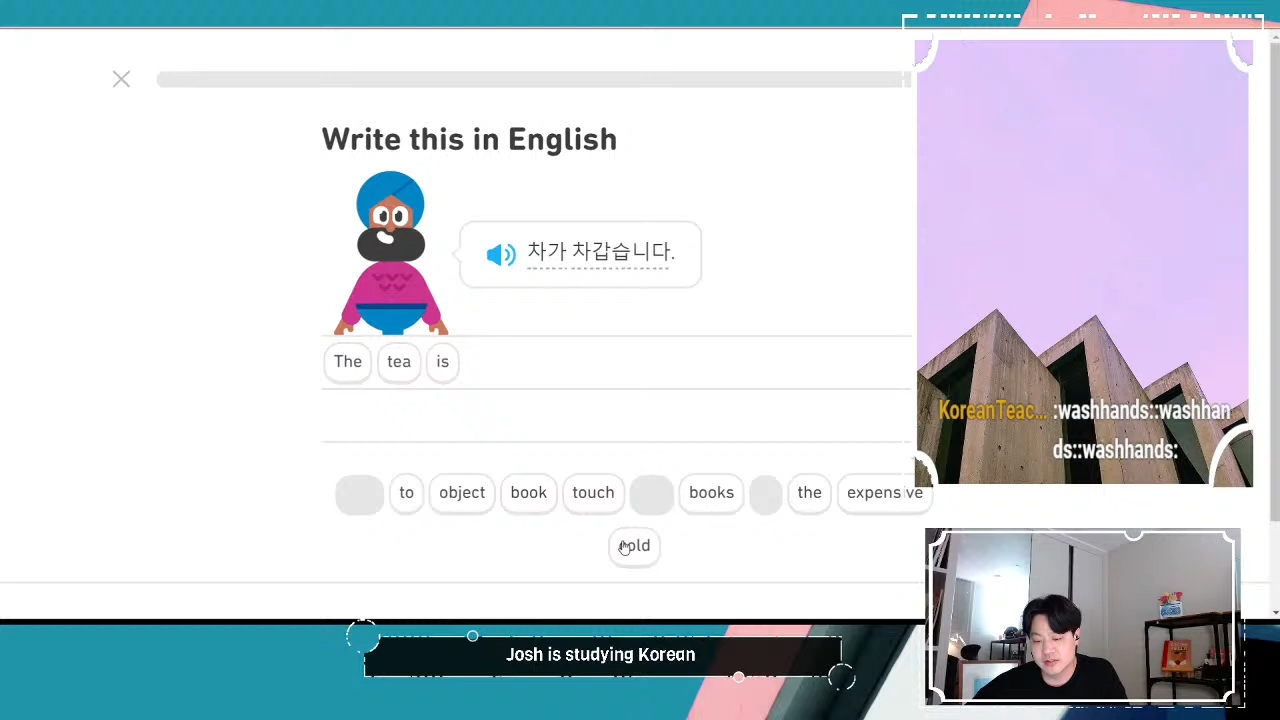 Write this in English
차가 차갑습니다.
The tea is
to object book touch books the expensive
KoreanTeac... :washhands::washhan
ds::washhands:
Josh is studying Korean